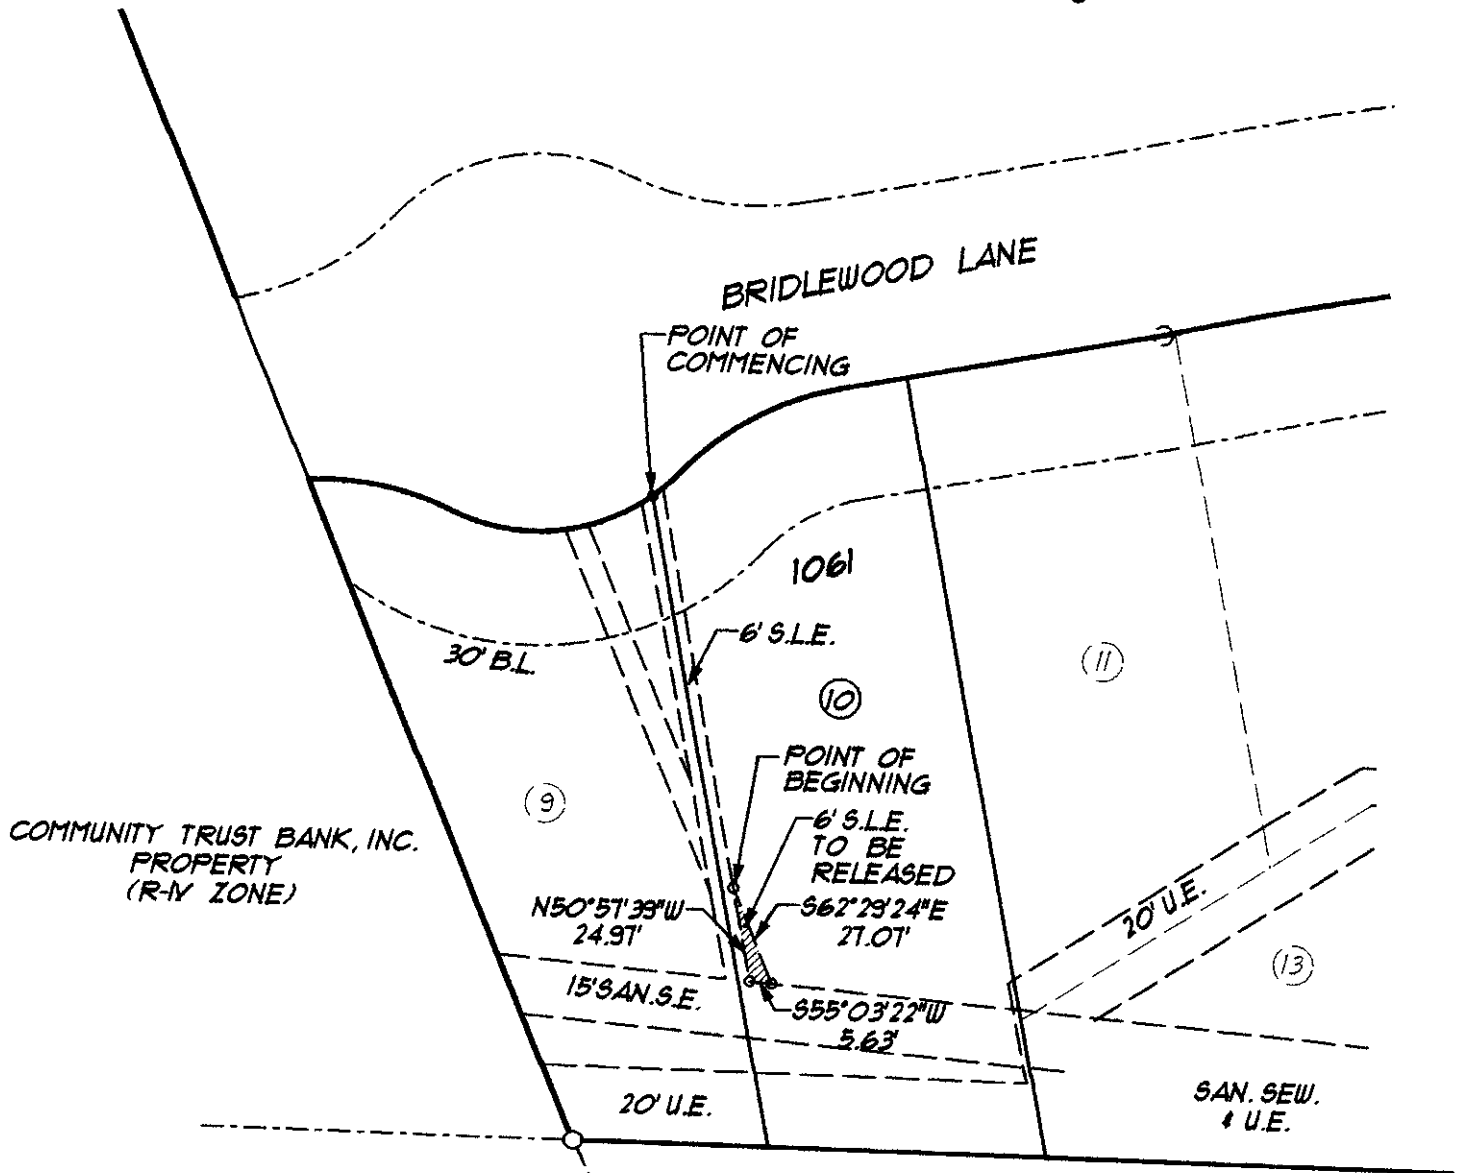 BRIDLEWOOD LANE
POINT OF
COMMENCING
1061
6' S.L.E.
30' B.L.
11
10
POINT OF
BEGINNING
9
6' S.L.E.
TO BE
RELEASED
COMMUNITY TRUST BANK, INC.
PROPERTY
(R-IV ZONE)
N50°57'39"W
24.97'
S62°29'24"E
27.07'
20' U.E.
13
15' SAN. S.E.
S55°03'22"W
5.63'
20' U.E.
SAN. SEW.
& U.E.